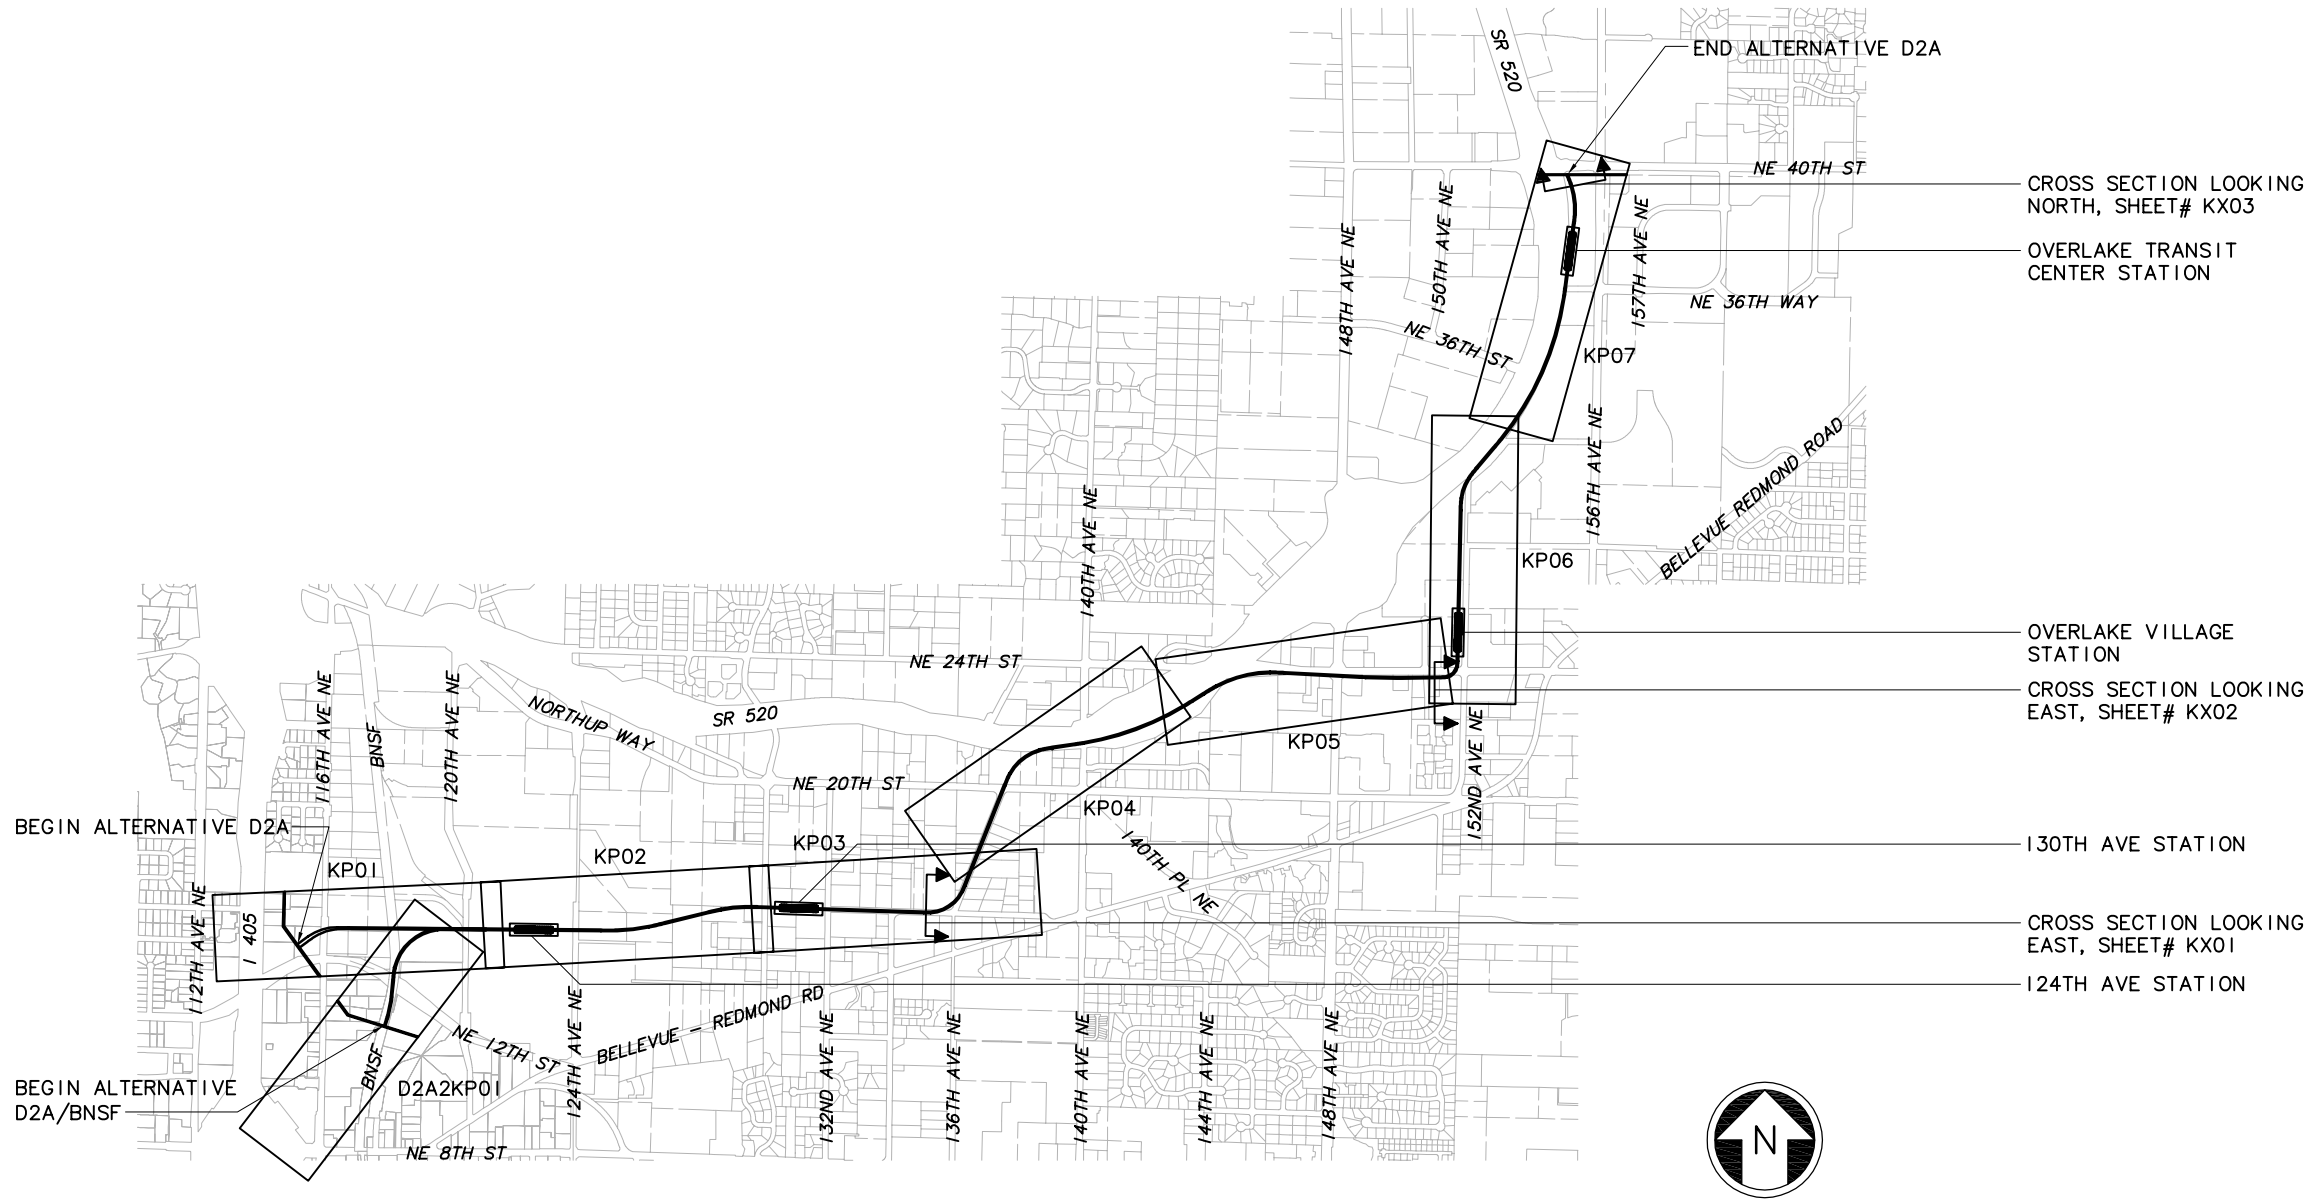 SR 520
END ALTERNATIVE D2A
NE 40TH ST
CROSS SECTION LOOKING
NORTH, SHEET# KX03
150TH AVE NE
157TH AVE NE
148TH AVE NE
OVERLAKE TRANSIT
CENTER STATION
NE 36TH WAY
NE 36TH ST
KP07
156TH AVE NE
BELLEVUE REDMOND ROAD
140TH AVE NE
KP06
OVERLAKE VILLAGE
STATION
NE 24TH ST
116TH AVE NE
BNSF
120TH AVE NE
NORTHUP WAY
SR 520
CROSS SECTION LOOKING
EAST, SHEET# KX02
KP05
152ND AVE NE
NE 20TH ST
KP04
BEGIN ALTERNATIVE D2A
KP03
130TH AVE STATION
KP02
140TH PL NE
KP01
112TH AVE NE
I 405
CROSS SECTION LOOKING
EAST, SHEET# KX01
124TH AVE STATION
BELLEVUE - REDMOND RD
NE 12TH ST
124TH AVE NE
132ND AVE NE
136TH AVE NE
140TH AVE NE
144TH AVE NE
148TH AVE NE
BNSF
BEGIN ALTERNATIVE
D2A/BNSF
D2A2KP01
NE 8TH ST
N